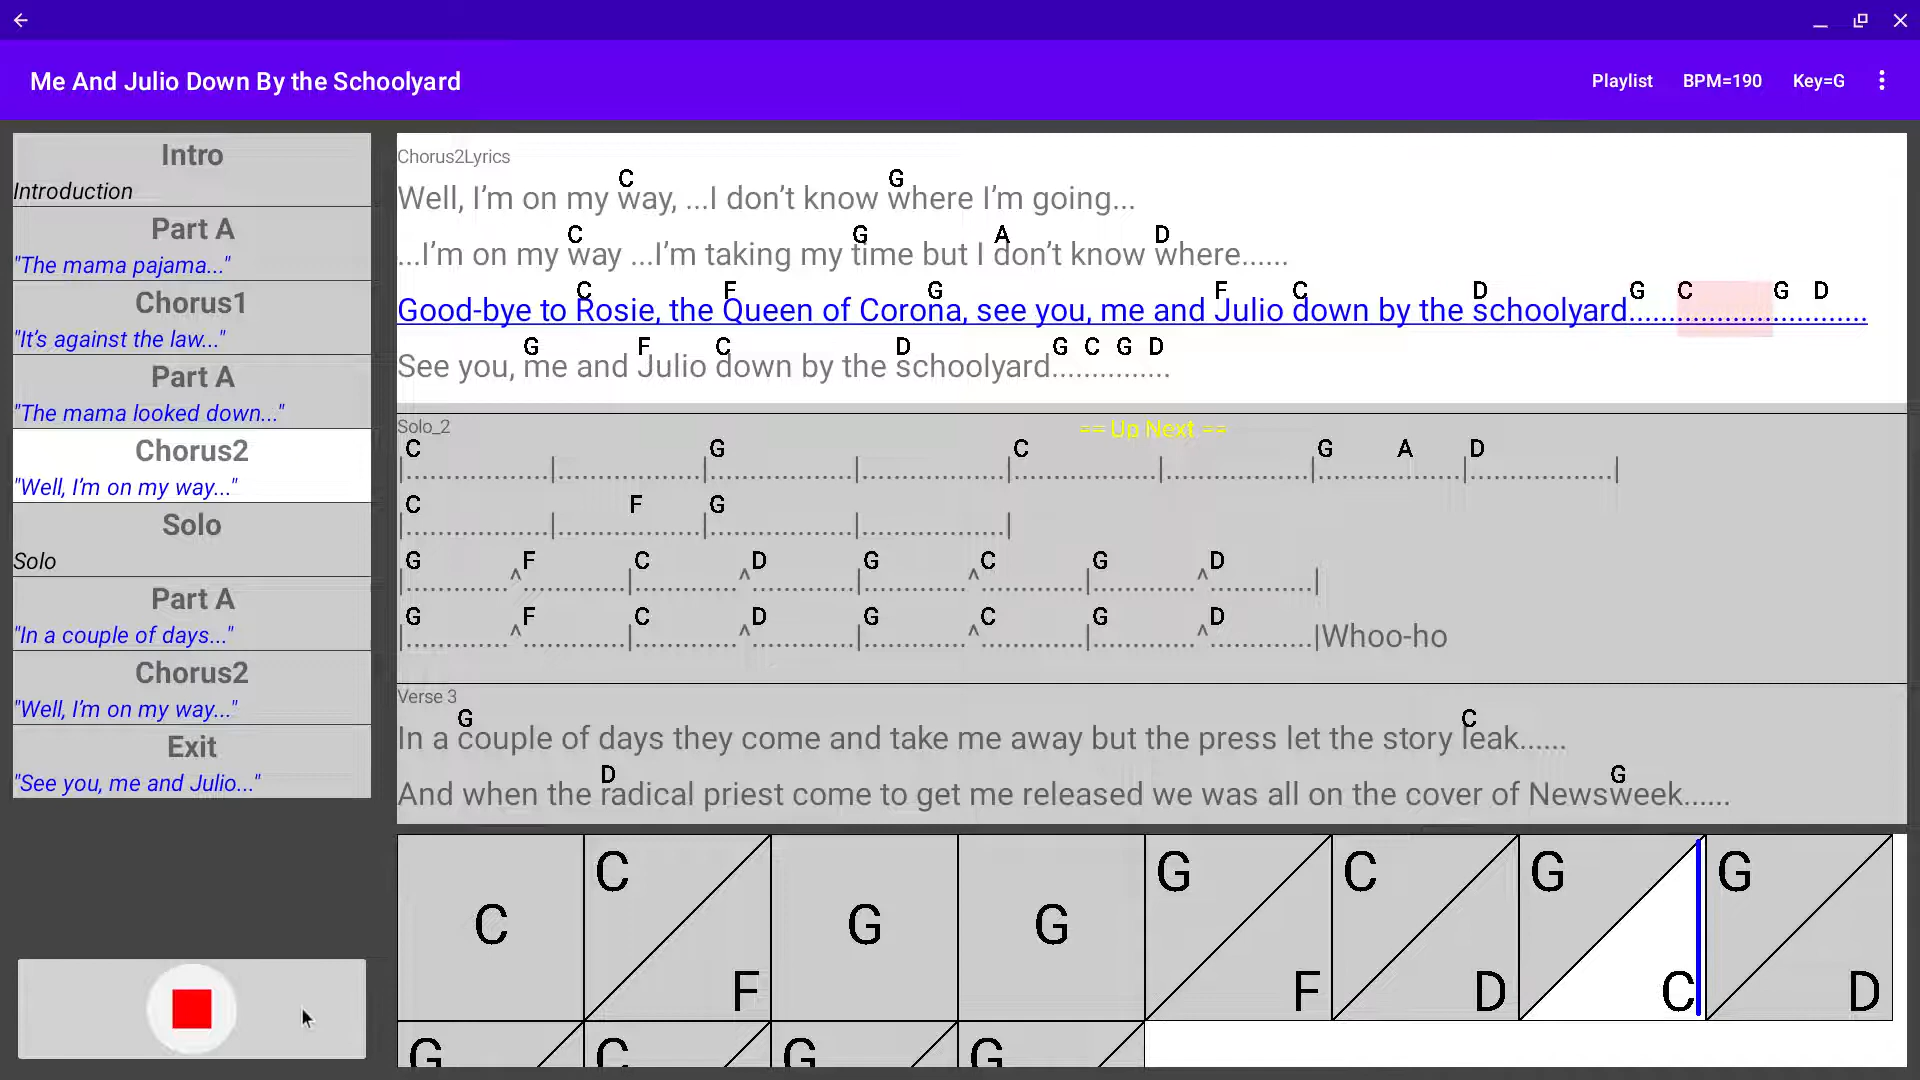 Me And Julio Down By the Schoolyard
Playlist BPM=190 Key=G
Intro
Introduction
Part A
"The mama pajama..."
Chorus1
"It's against the law..."
Part A
"The mama looked down..."
Chorus2
"Well, I'm on my way..."
Solo
Solo
Part A
"In a couple of days..."
Chorus2
"Well, I'm on my way..."
Exit
"See you, me and Julio..."
Chorus2Lyrics
C G
Well, I'm on my way, ...I don't know where I'm going...
C G A D
...I'm on my way ...I'm taking my time but I don't know where......
C F G F C D G C G D
Good-bye to Rosie, the Queen of Corona, see you, me and Julio down by the schoolyard..............................
G F C D G C G D
See you, me and Julio down by the schoolyard...............
Solo_2
== Up Next ==
C G C G A D
|..................|..................|..................|..................|..................|..................|..................|..................|
C F G
|..................|..................|..................|..................|
G F C D G C G D
|.............^.............|.............^.............|.............^.............|.............^.............|
G F C D G C G D
|.............^.............|.............^.............|.............^.............|.............^.............|Whoo-ho
Verse 3
G C
In a couple of days they come and take me away but the press let the story leak......
D G
And when the radical priest come to get me released we was all on the cover of Newsweek......
C C F G G G F C D G C G D
G C G G